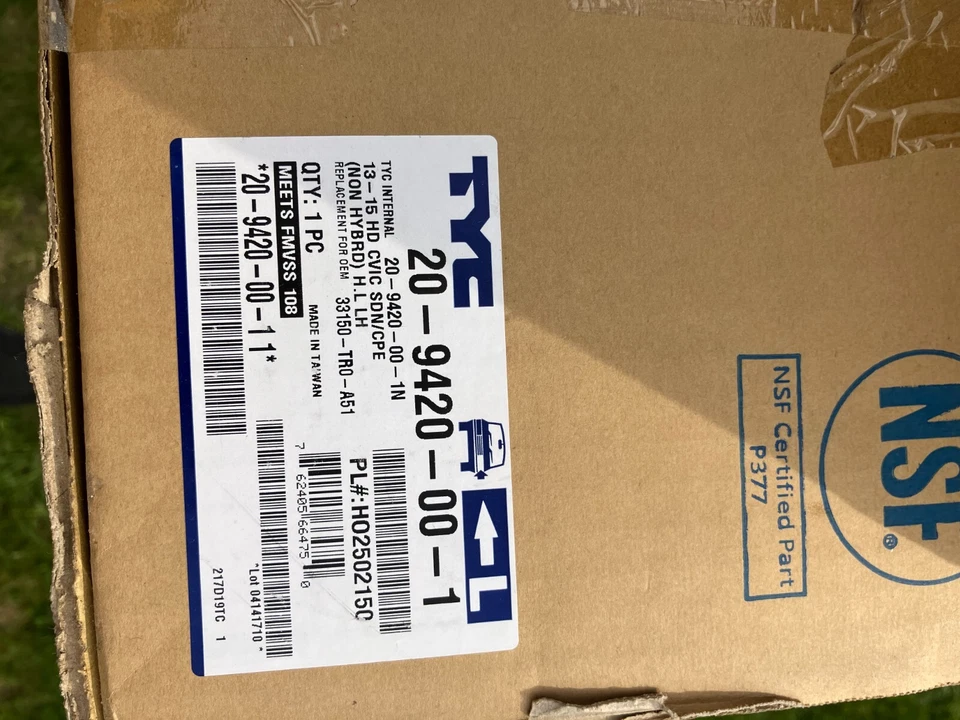 TYC
L
20-9420-00-1
TYC INTERNAL 20-9420-00-1N
13-15 HD CVIC SDN/CPE
(NON HYBRD) H.L LH
REPLACEMENT FOR OEM 33150-TR0-A51
PL#:HO2502150
QTY: 1 PC
MADE IN TAIWAN
7 62405 66475 0
MEETS FMVSS 108
*20-9420-00-11*
*Lot 04141710*
217D19TC 1
NSF®
NSF Certified Part
P377